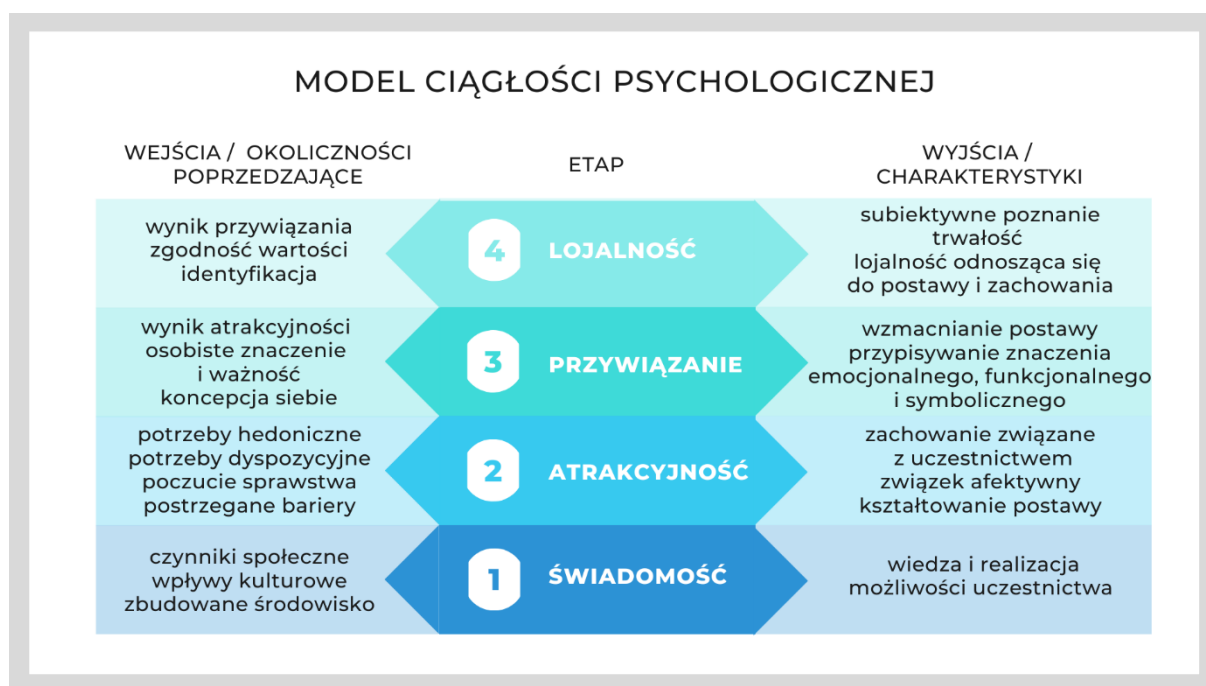 MODEL CIĄGŁOŚCI PSYCHOLOGICZNEJ
WEJŚCIA / OKOLICZNOŚCI
POPRZEDZAJĄCE
ETAP
WYJŚCIA /
CHARAKTERYSTYKI
wynik przywiązania
zgodność wartości
identyfikacja
4
LOJALNOŚĆ
subiektywne poznanie
trwałość
lojalność odnosząca się
do postawy i zachowania
wynik atrakcyjności
osobiste znaczenie
i ważność
koncepcja siebie
3
PRZYWIĄZANIE
wzmacnianie postawy
przypisywanie znaczenia
emocjonalnego, funkcjonalnego
i symbolicznego
potrzeby hedoniczne
potrzeby dyspozycyjne
poczucie sprawstwa
postrzegane bariery
2
ATRAKCYJNOŚĆ
zachowanie związane
z uczestnictwem
związek afektywny
kształtowanie postawy
czynniki społeczne
wpływy kulturowe
zbudowane środowisko
1
ŚWIADOMOŚĆ
wiedza i realizacja
możliwości uczestnictwa